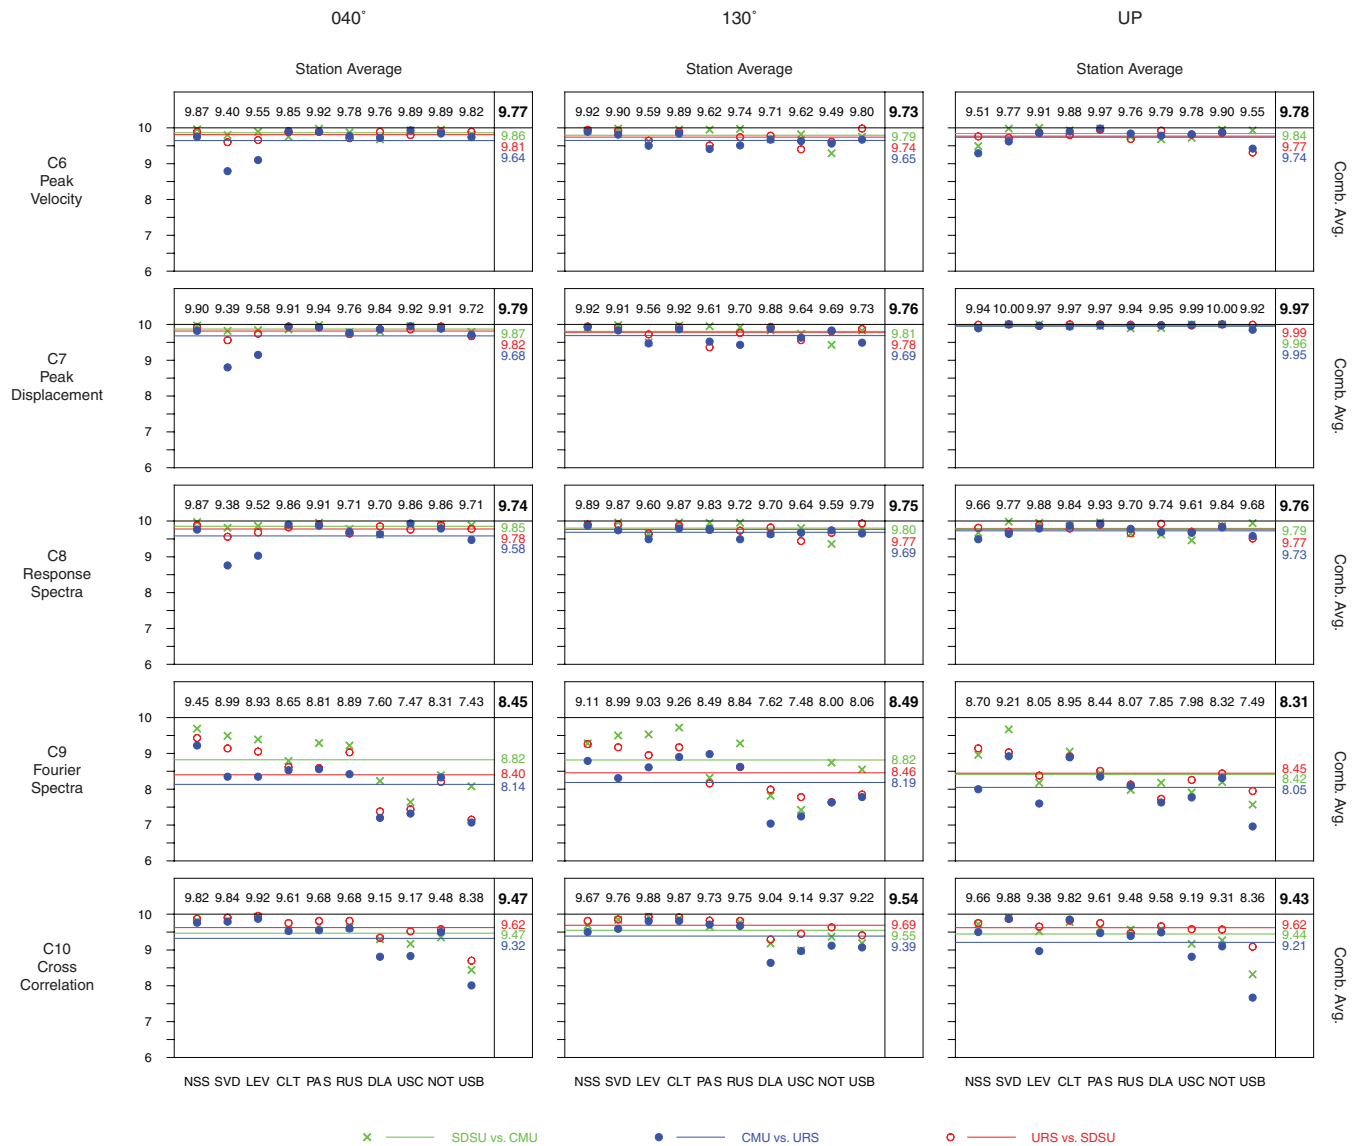 040° 130° UP
Station Average Station Average Station Average
9.87 9.40 9.55 9.85 9.92 9.78 9.76 9.89 9.89 9.82 9.77
9.92 9.90 9.59 9.89 9.62 9.74 9.71 9.62 9.49 9.80 9.73
9.51 9.77 9.91 9.88 9.97 9.76 9.79 9.78 9.90 9.55 9.78
C6
Peak
Velocity
10
9
8
7
6
9.86
9.81
9.64
9.79
9.74
9.65
9.84
9.77
9.74
Comb. Avg.
9.90 9.39 9.58 9.91 9.94 9.76 9.84 9.92 9.91 9.72 9.79
9.92 9.91 9.56 9.92 9.61 9.70 9.88 9.64 9.69 9.73 9.76
9.94 10.00 9.97 9.97 9.97 9.94 9.95 9.99 10.00 9.92 9.97
C7
Peak
Displacement
10
9
8
7
6
9.87
9.82
9.68
9.81
9.78
9.69
9.99
9.96
9.95
Comb. Avg.
9.87 9.38 9.52 9.86 9.91 9.71 9.70 9.86 9.86 9.71 9.74
9.89 9.87 9.60 9.87 9.83 9.72 9.70 9.64 9.59 9.79 9.75
9.66 9.77 9.88 9.84 9.93 9.70 9.74 9.61 9.84 9.68 9.76
C8
Response
Spectra
10
9
8
7
6
9.85
9.78
9.58
9.80
9.77
9.69
9.79
9.77
9.73
Comb. Avg.
9.45 8.99 8.93 8.65 8.81 8.89 7.60 7.47 8.31 7.43 8.45
9.11 8.99 9.03 9.26 8.49 8.84 7.62 7.48 8.00 8.06 8.49
8.70 9.21 8.05 8.95 8.44 8.07 7.85 7.98 8.32 7.49 8.31
C9
Fourier
Spectra
10
9
8
7
6
8.82
8.40
8.14
8.82
8.46
8.19
8.45
8.42
8.05
Comb. Avg.
9.82 9.84 9.92 9.61 9.68 9.68 9.15 9.17 9.48 8.38 9.47
9.67 9.76 9.88 9.87 9.73 9.75 9.04 9.14 9.37 9.22 9.54
9.66 9.88 9.38 9.82 9.61 9.48 9.58 9.19 9.31 8.36 9.43
C10
Cross
Correlation
10
9
8
7
6
9.62
9.47
9.32
9.69
9.55
9.39
9.62
9.44
9.21
Comb. Avg.
NSS SVD LEV CLT PAS RUS DLA USC NOT USB
NSS SVD LEV CLT PAS RUS DLA USC NOT USB
NSS SVD LEV CLT PAS RUS DLA USC NOT USB
SDSU vs. CMU CMU vs. URS URS vs. SDSU